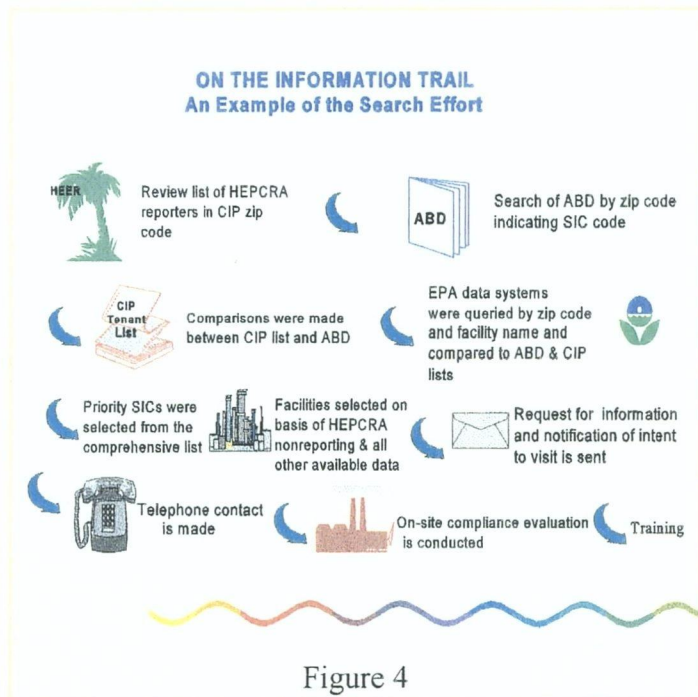 ON THE INFORMATION TRAIL
An Example of the Search Effort
HEER
Review list of HEPCRA
reporters in CIP zip
code
ABD
Search of ABD by zip code
indicating SIC code
CIP
Tenant
List
Comparisons were made
between CIP list and ABD
EPA data systems
were queried by zip code
and facility name and
compared to ABD & CIP
lists
Priority SICs were
selected from the
comprehensive list
Facilities selected on
basis of HEPCRA
nonreporting & all
other available data
Request for information
and notification of intent
to visit is sent
Telephone contact
is made
On-site compliance evaluation
is conducted
Training
Figure 4